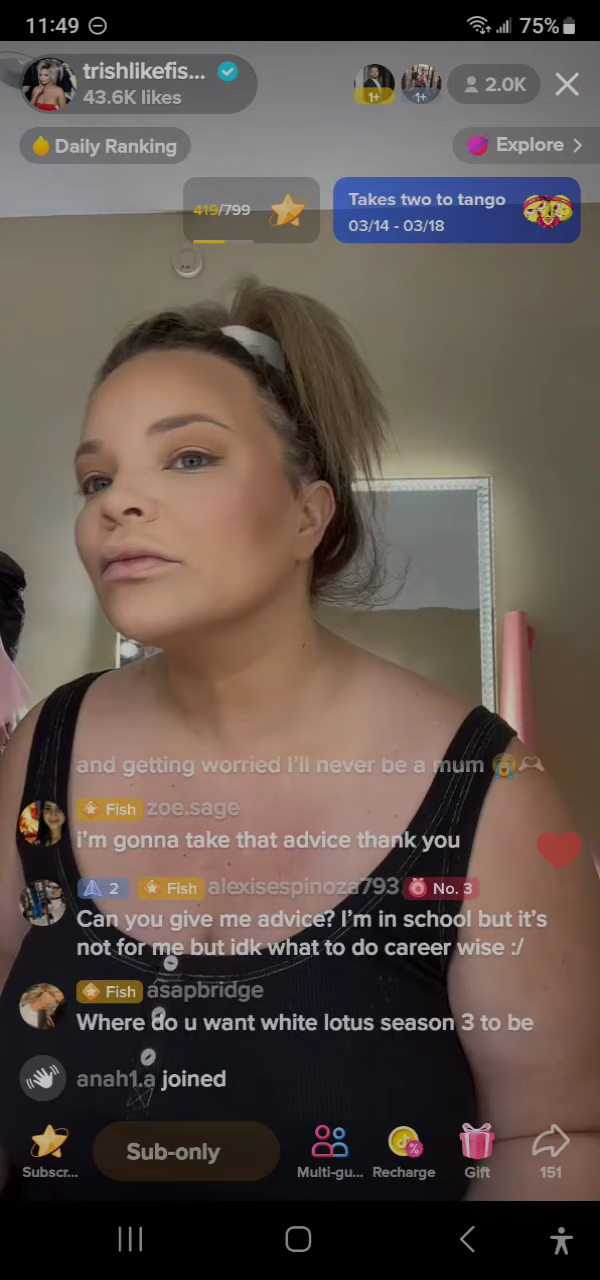 11:49
75%
trishlikefis...
43.6K likes
1+
1+
2.0K
Daily Ranking
Explore >
419/799
Takes two to tango
03/14 - 03/18
and getting worried I'll never be a mum 😭🫶
Fish zoe.sage
i'm gonna take that advice thank you
2 Fish alexisespinoza793 No. 3
Can you give me advice? I'm in school but it's
not for me but idk what to do career wise :/
Fish asapbridge
Where do u want white lotus season 3 to be
anah1.a joined
Sub-only
Subscr...
Multi-gu...
Recharge
Gift
151